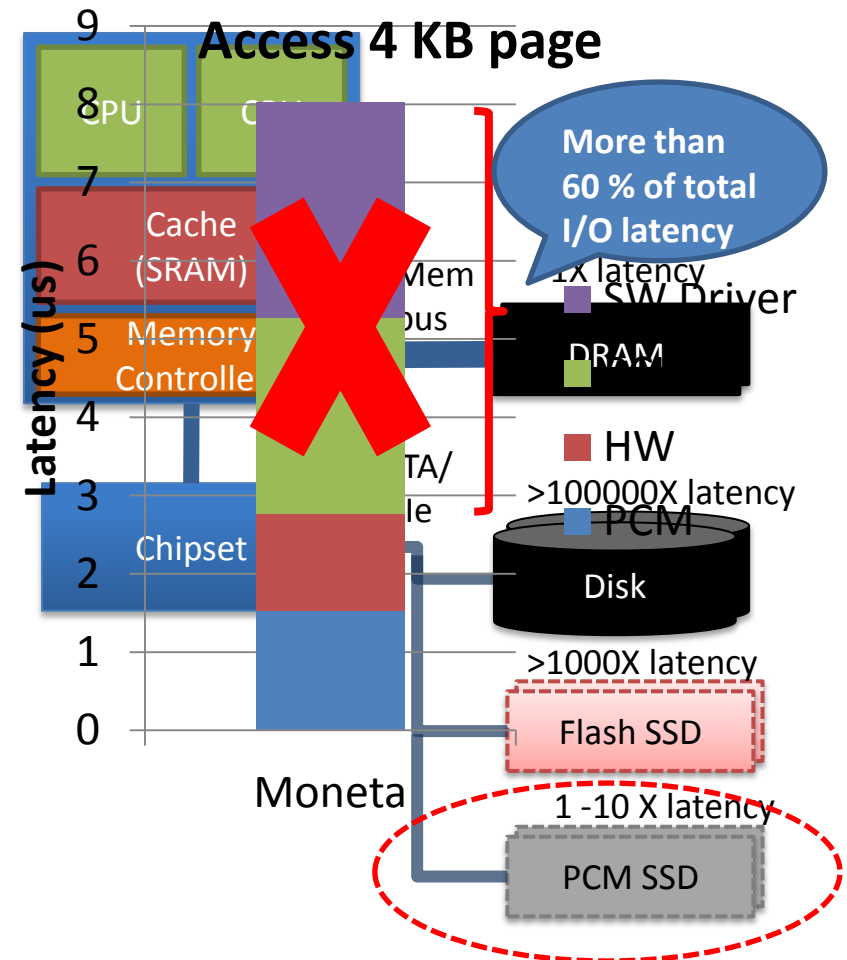 Access 4 KB page
9
8
7
6
5
4
3
2
1
0
Latency (us)
Moneta
CPU
Cache
(SRAM)
Memory
Controlle
Chipset
Mem
bus
TA/
le
More than
60 % of total
I/O latency
1X latency
SW Driver
DRAM
HW
>100000X latency
PCM
Disk
>1000X latency
Flash SSD
1 -10 X latency
PCM SSD